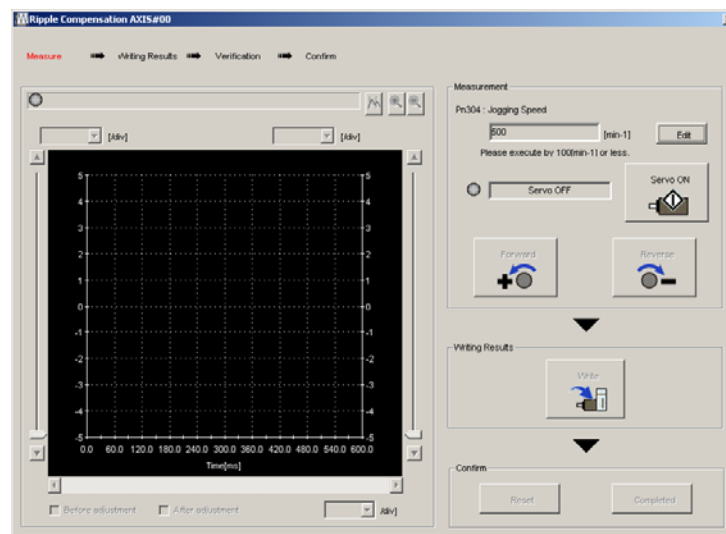 Ripple Compensation AXIS#00
Measure Writing Results Verification Confirm
Measurement
Pn304 : Jogging Speed
500 [min-1] Edit
Please execute by 100[min-1] or less.
Servo OFF
Servo ON
Forward Reverse
Writing Results
Write
Confirm
Reset Completed
[/div] [/div]
5 5
4 4
3 3
2 2
1 1
0 0
-1 -1
-2 -2
-3 -3
-4 -4
-5 -5
0.0 60.0 120.0 180.0 240.0 300.0 360.0 420.0 480.0 540.0 600.0
Time[ms]
Before adjustment After adjustment /div]